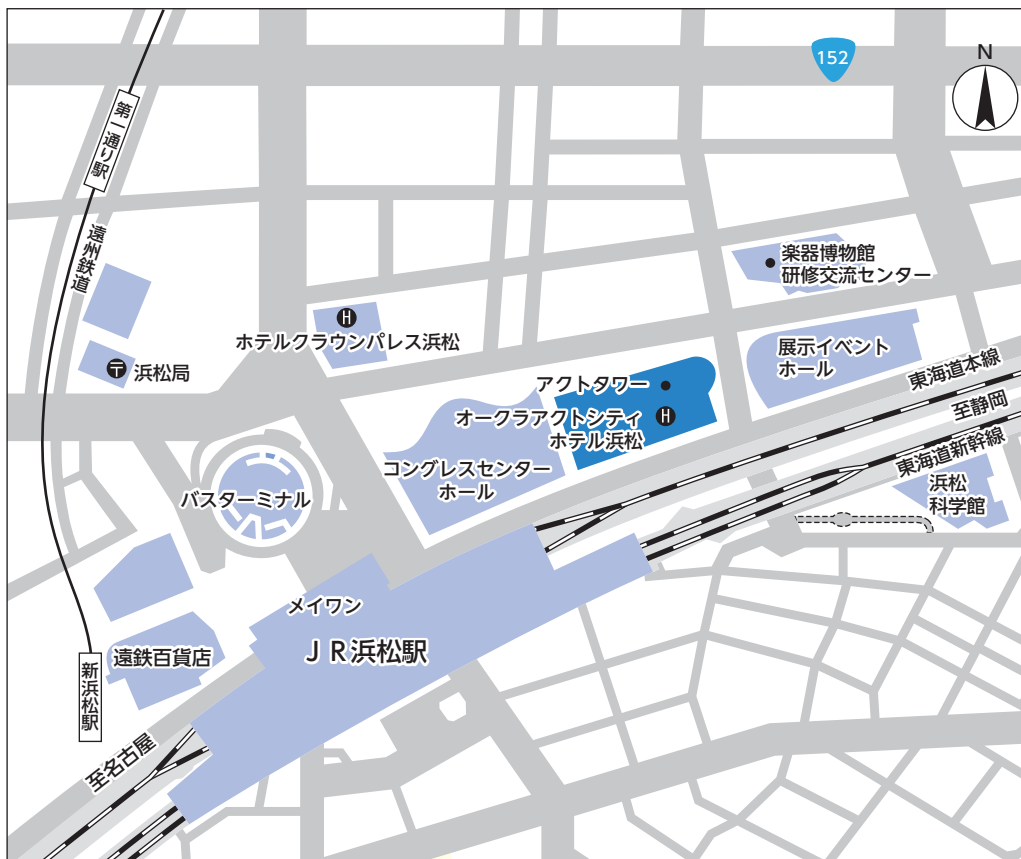 152
N
第一通り駅
遠州鉄道
楽器博物館
研修交流センター
H
ホテルクラウンパレス浜松
〒
浜松局
展示イベント
ホール
アクトタワー
オークラアクトシティ
H
ホテル浜松
東海道本線
至静岡
東海道新幹線
コングレスセンター
ホール
バスターミナル
浜松
科学館
メイワン
JR浜松駅
遠鉄百貨店
新浜松駅
至名古屋